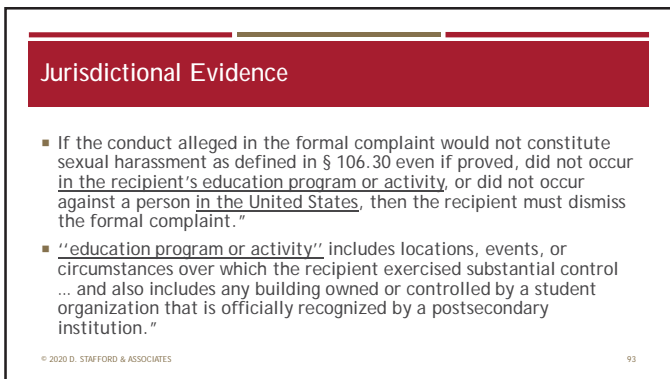 Jurisdictional Evidence
▪ If the conduct alleged in the formal complaint would not constitute
sexual harassment as defined in § 106.30 even if proved, did not occur
in the recipient's education program or activity, or did not occur
against a person in the United States, then the recipient must dismiss
the formal complaint."
▪ ‘‘education program or activity'' includes locations, events, or
circumstances over which the recipient exercised substantial control
... and also includes any building owned or controlled by a student
organization that is officially recognized by a postsecondary
institution."
© 2020 D. STAFFORD & ASSOCIATES
93